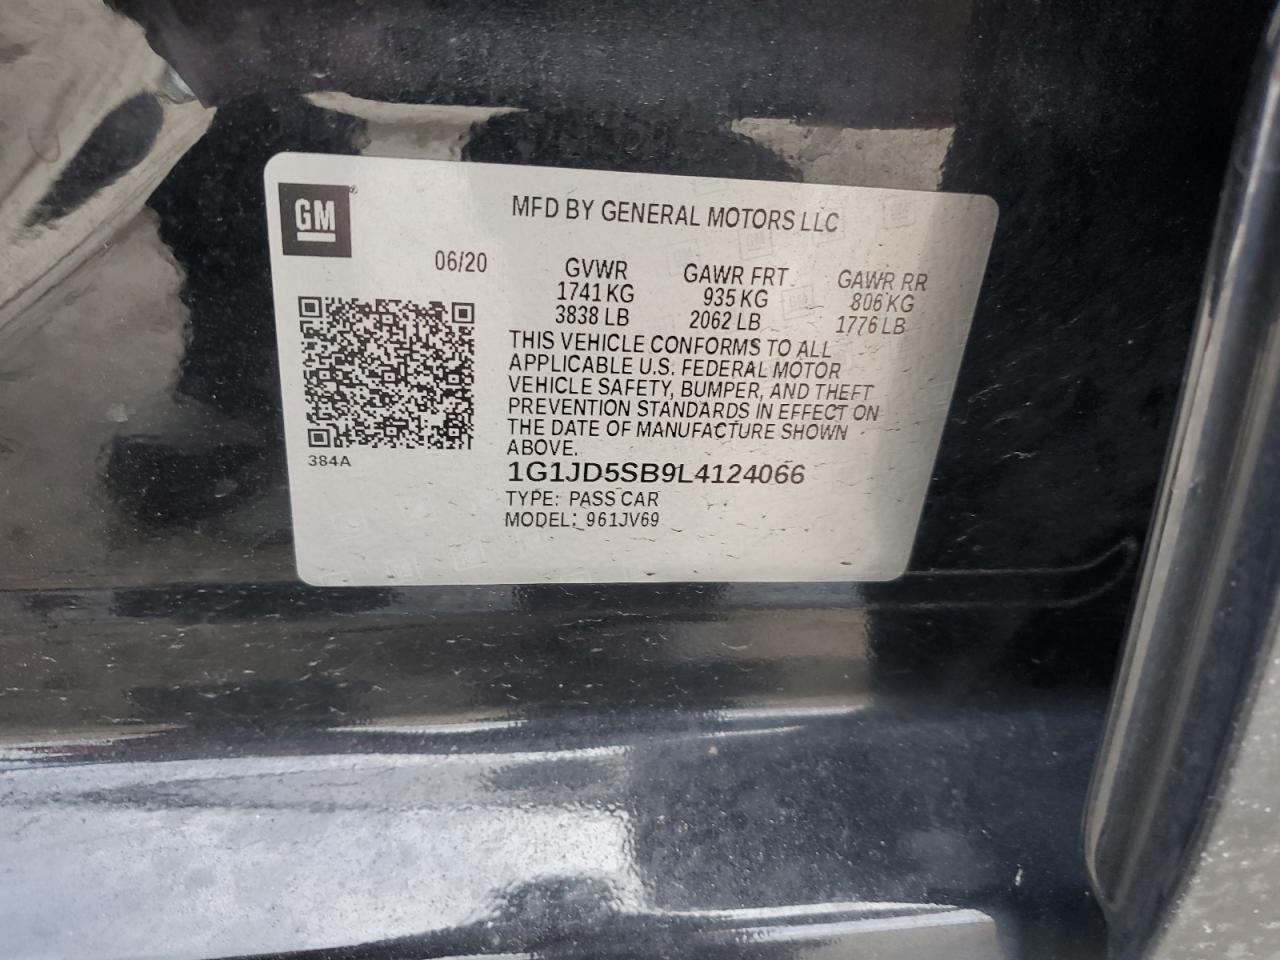 GM
MFD BY GENERAL MOTORS LLC
06/20
GVWR GAWR FRT GAWR RR
1741 KG 935 KG 806 KG
3838 LB 2062 LB 1776 LB
THIS VEHICLE CONFORMS TO ALL
APPLICABLE U.S. FEDERAL MOTOR
VEHICLE SAFETY, BUMPER, AND THEFT
PREVENTION STANDARDS IN EFFECT ON
THE DATE OF MANUFACTURE SHOWN
ABOVE.
384A
1G1JD5SB9L4124066
TYPE: PASS CAR
MODEL: 961JV69